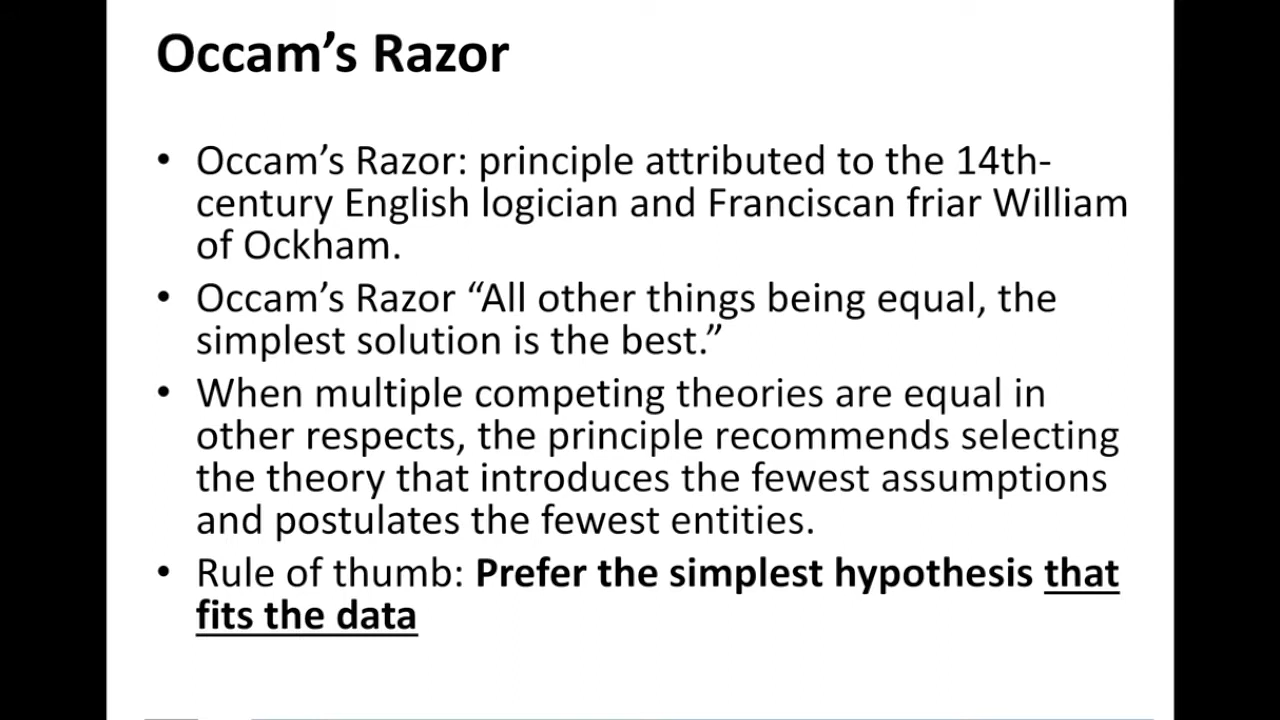 Occam’s Razor
• Occam’s Razor: principle attributed to the 14th-
century English logician and Franciscan friar William
of Ockham.
• Occam’s Razor “All other things being equal, the
simplest solution is the best.”
• When multiple competing theories are equal in
other respects, the principle recommends selecting
the theory that introduces the fewest assumptions
and postulates the fewest entities.
• Rule of thumb: Prefer the simplest hypothesis that
fits the data